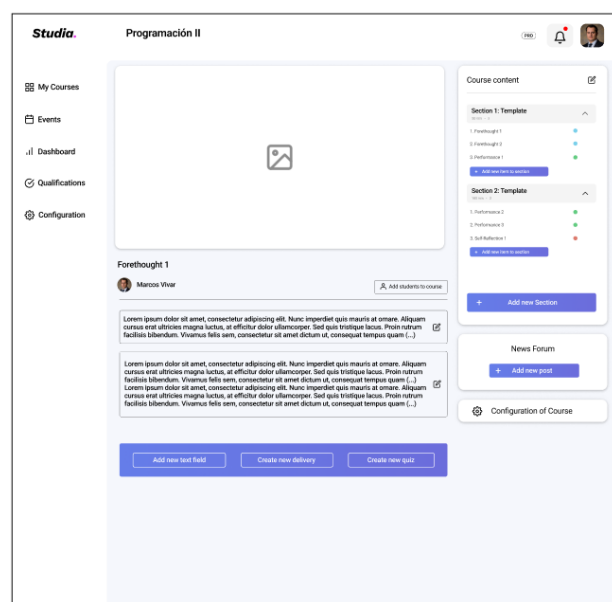 Studia.
Programación II
PRO
My Courses
Events
Dashboard
Qualifications
Configuration
Forethought 1
Marcos Vivar
Add students to course
Lorem ipsum dolor sit amet, consectetur adipiscing elit. Nunc imperdiet quis mauris at ornare. Aliquam
cursus erat ultricies magna luctus, at efficitur dolor ullamcorper. Sed quis tristique lacus. Proin rutrum
facilisis bibendum. Vivamus felis sem, consectetur sit amet dictum ut, consequat tempus quam (...)
Lorem ipsum dolor sit amet, consectetur adipiscing elit. Nunc imperdiet quis mauris at ornare. Aliquam
cursus erat ultricies magna luctus, at efficitur dolor ullamcorper. Sed quis tristique lacus. Proin rutrum
facilisis bibendum. Vivamus felis sem, consectetur sit amet dictum ut, consequat tempus quam (...)
Lorem ipsum dolor sit amet, consectetur adipiscing elit. Nunc imperdiet quis mauris at ornare. Aliquam
cursus erat ultricies magna luctus, at efficitur dolor ullamcorper. Sed quis tristique lacus. Proin rutrum
facilisis bibendum. Vivamus felis sem, consectetur sit amet dictum ut, consequat tempus quam (...)
Add new text field
Create new delivery
Create new quiz
Course content
Section 1: Template
1. Forethought 1
2. Forethought 2
3. Performance 1
+ Add new item to section
Section 2: Template
1. Performance 2
2. Performance 3
3. Self-Reflection 1
+ Add new item to section
+ Add new Section
News Forum
+ Add new post
Configuration of Course